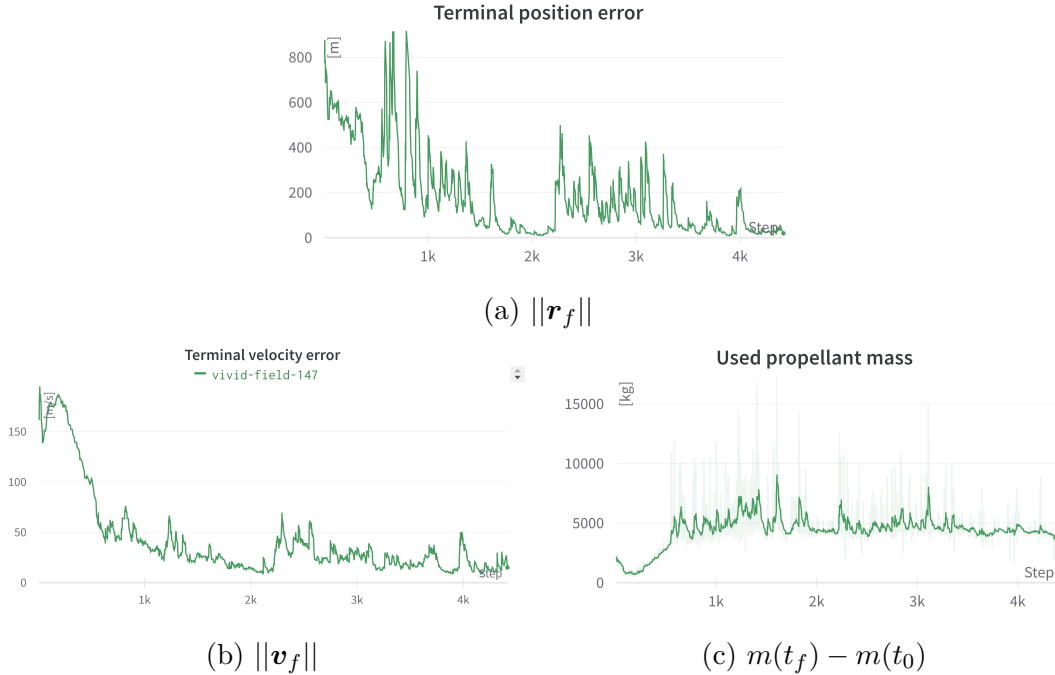 Terminal position error
[m]
800
600
400
200
0
Step
1k 2k 3k 4k
(a) ||r_f||
Terminal velocity error
vivid-field-147
[m/s]
150
100
50
0
Step
1k 2k 3k 4k
(b) ||v_f||
Used propellant mass
[kg]
15000
10000
5000
0
Step
1k 2k 3k 4k
(c) m(t_f) − m(t_0)